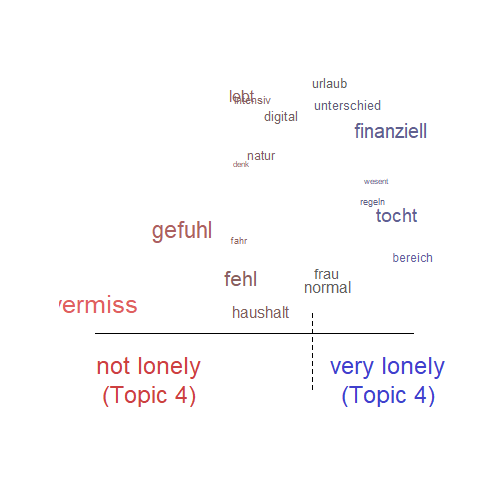 urlaub
lebt
intensiv
unterschied
digital
finanziell
natur
denk
wesent
regeln
tocht
gefuhl
fahr
bereich
frau
fehl
normal
vermiss
haushalt
not lonely
(Topic 4)
very lonely
(Topic 4)